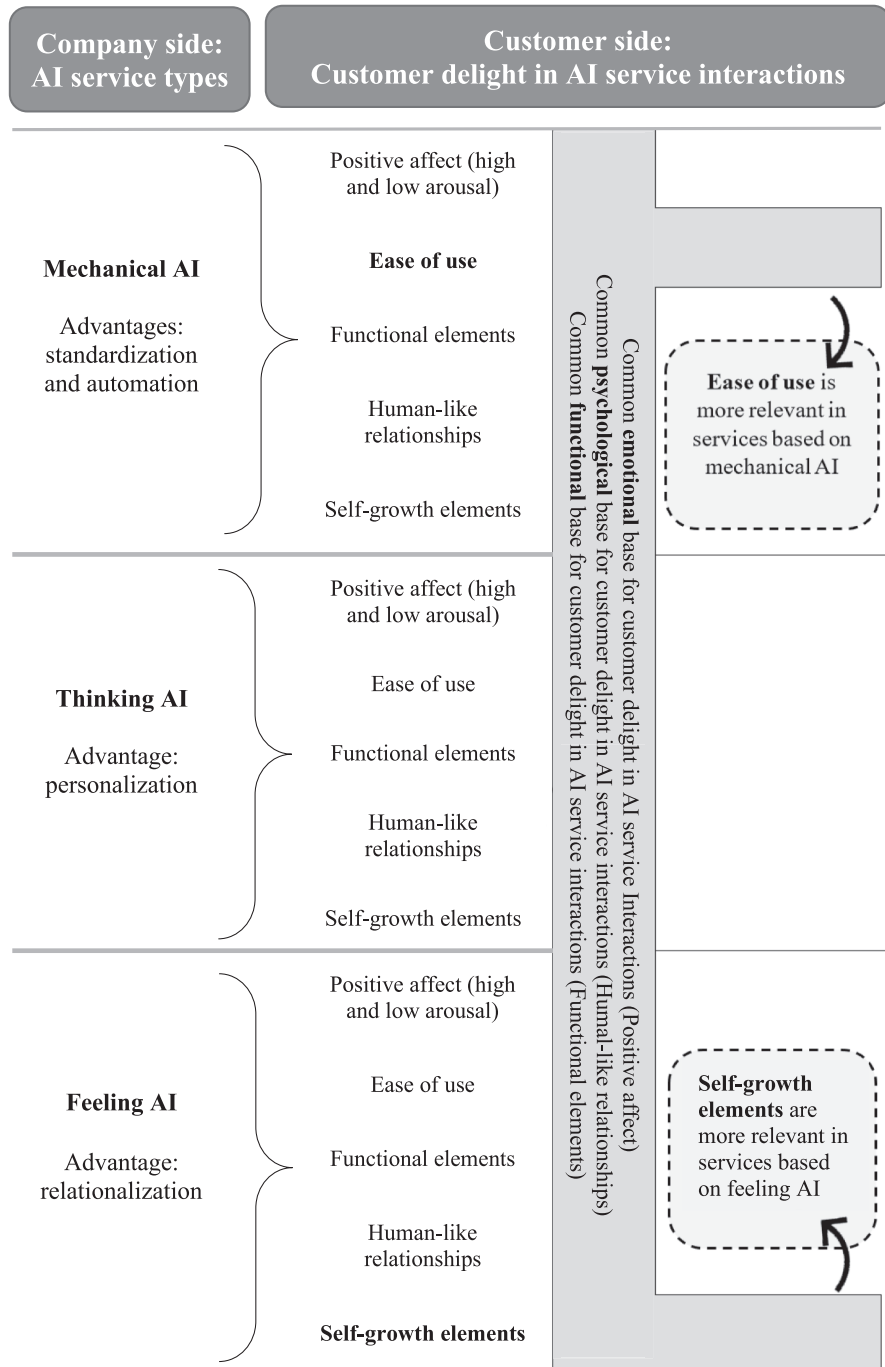 Company side:
AI service types
Customer side:
Customer delight in AI service interactions
Mechanical AI
Advantages:
standardization
and automation
Positive affect (high
and low arousal)
Ease of use
Functional elements
Human-like
relationships
Self-growth elements
Thinking AI
Advantage:
personalization
Positive affect (high
and low arousal)
Ease of use
Functional elements
Human-like
relationships
Self-growth elements
Feeling AI
Advantage:
relationalization
Positive affect (high
and low arousal)
Ease of use
Functional elements
Human-like
relationships
Self-growth elements
Common emotional base for customer delight in AI service Interactions (Positive affect)
Common psychological base for customer delight in AI service interactions (Humal-like relationships)
Common functional base for customer delight in AI service interactions (Functional elements)
Ease of use is
more relevant in
services based on
mechanical AI
Self-growth
elements are
more relevant in
services based
on feeling AI